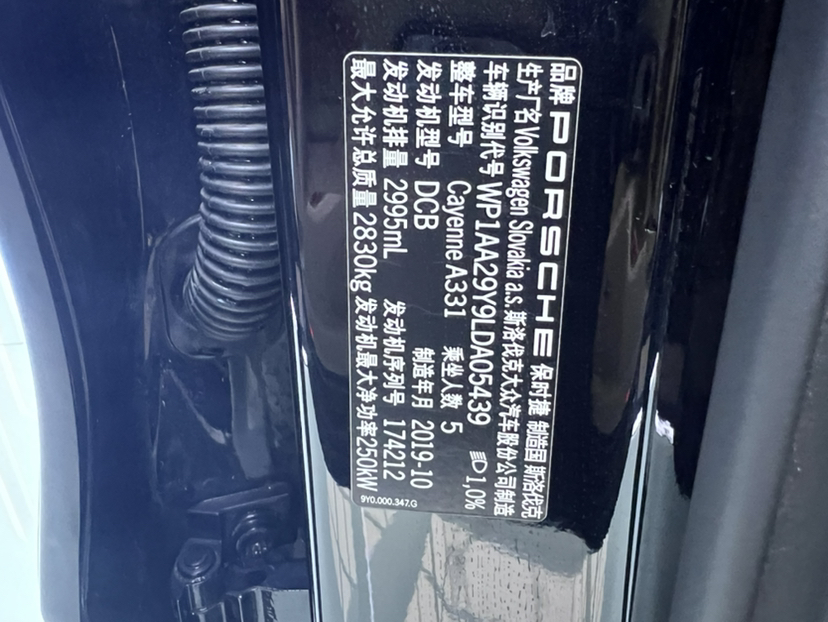 品牌 PORSCHE 保时捷 制造国 斯洛伐克
生产厂名 Volkswagen Slovakia a.s. 斯洛伐克大众汽车股份公司制造
车辆识别代号 WP1AA29Y9LDA05439 1,0%
整车型号 Cayenne A331 乘坐人数 5
发动机型号 DCB 制造年月 2019-10
发动机排量 2995mL 发动机序列号 174212
最大允许总质量 2830kg 发动机最大净功率250kW
9Y0.000.347.G